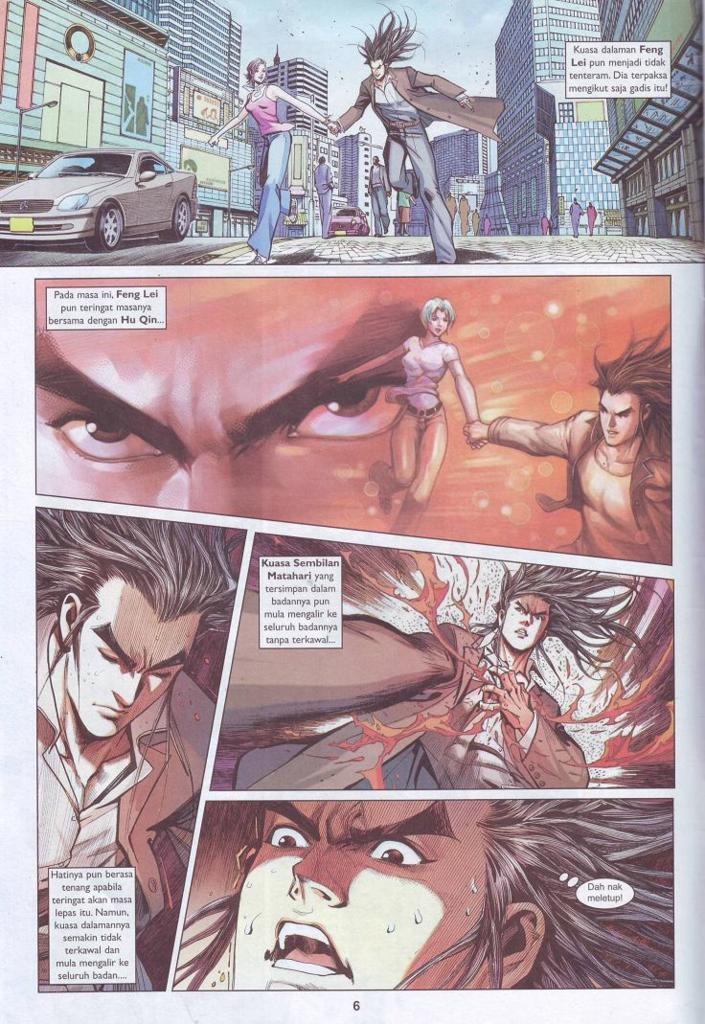 Kuasa dalaman Feng
Lei pun menjadi tidak
tenteram. Dia terpaksa
mengikut saja gadis itu!
Pada masa ini, Feng Lei
pun teringat masanya
bersama dengan Hu Qin...
Kuasa Sembilan
Matahari yang
tersimpan dalam
badannya pun
mula mengalir ke
seluruh badannya
tanpa terkawal...
Hatinya pun berasa
tenang apabila
teringat akan masa
lepas itu. Namun,
kuasa dalamannya
semakin tidak
terkawal dan
mula mengalir ke
seluruh badan....
Dah nak
meletup!
6